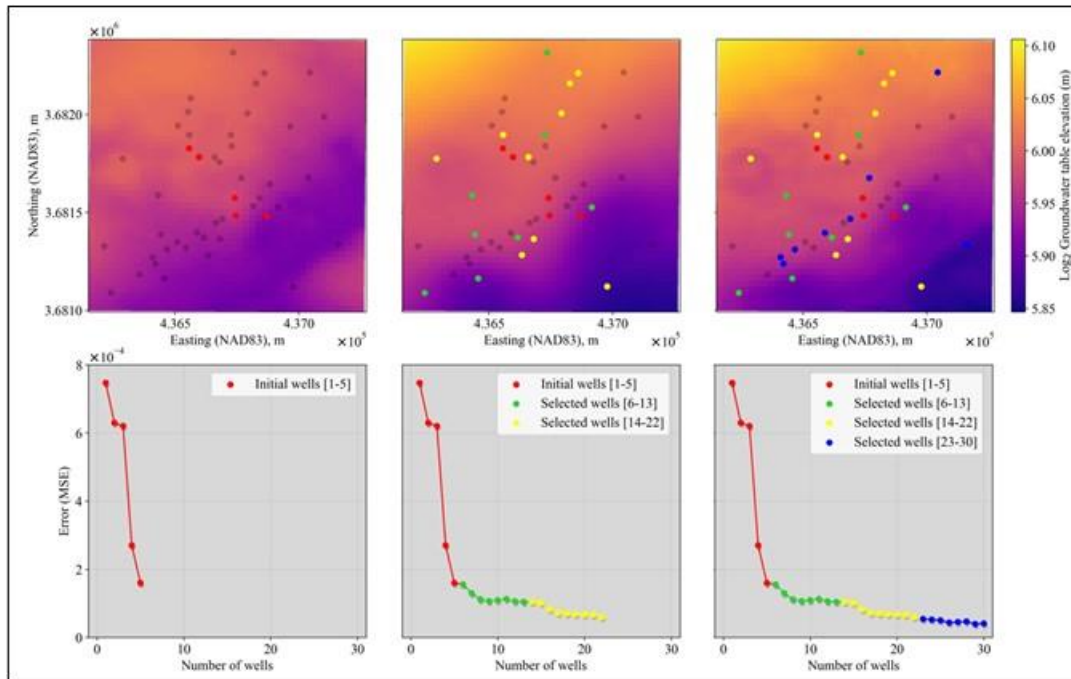 ×10⁶
3.6820
3.6815
3.6810
Northing (NAD83), m
4.365
4.370
Easting (NAD83), m
×10⁵
4.365
4.370
Easting (NAD83), m
×10⁵
4.365
4.370
Easting (NAD83), m
×10⁵
6.10
6.05
6.00
5.95
5.90
5.85
Log₂ Groundwater table elevation (m)
×10⁻⁴
8
6
4
2
0
Error (MSE)
Initial wells [1-5]
0
10
20
30
Number of wells
Initial wells [1-5]
Selected wells [6-13]
Selected wells [14-22]
0
10
20
30
Number of wells
Initial wells [1-5]
Selected wells [6-13]
Selected wells [14-22]
Selected wells [23-30]
0
10
20
30
Number of wells